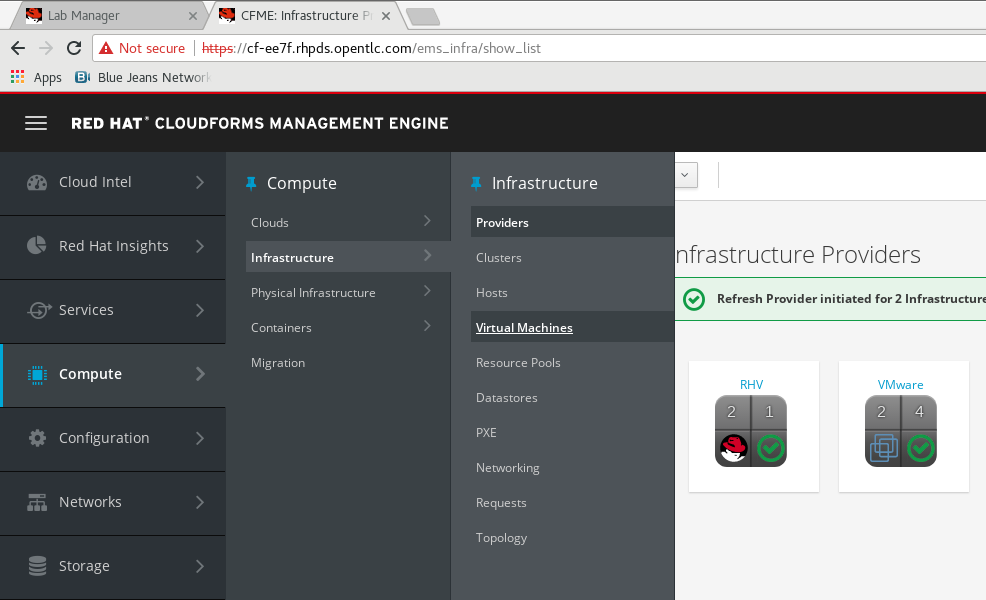 Lab Manager
CFME: Infrastructure P
Not secure
https://cf-ee7f.rhpds.opentlc.com/ems_infra/show_list
Apps
Blue Jeans Network
RED HAT® CLOUDFORMS MANAGEMENT ENGINE
Cloud Intel
Red Hat Insights
Services
Compute
Configuration
Networks
Storage
Compute
Clouds
Infrastructure
Physical Infrastructure
Containers
Migration
Infrastructure
Providers
Clusters
Hosts
Virtual Machines
Resource Pools
Datastores
PXE
Networking
Requests
Topology
nfrastructure Providers
Refresh Provider initiated for 2 Infrastructure
RHV
2 1
VMware
2 4